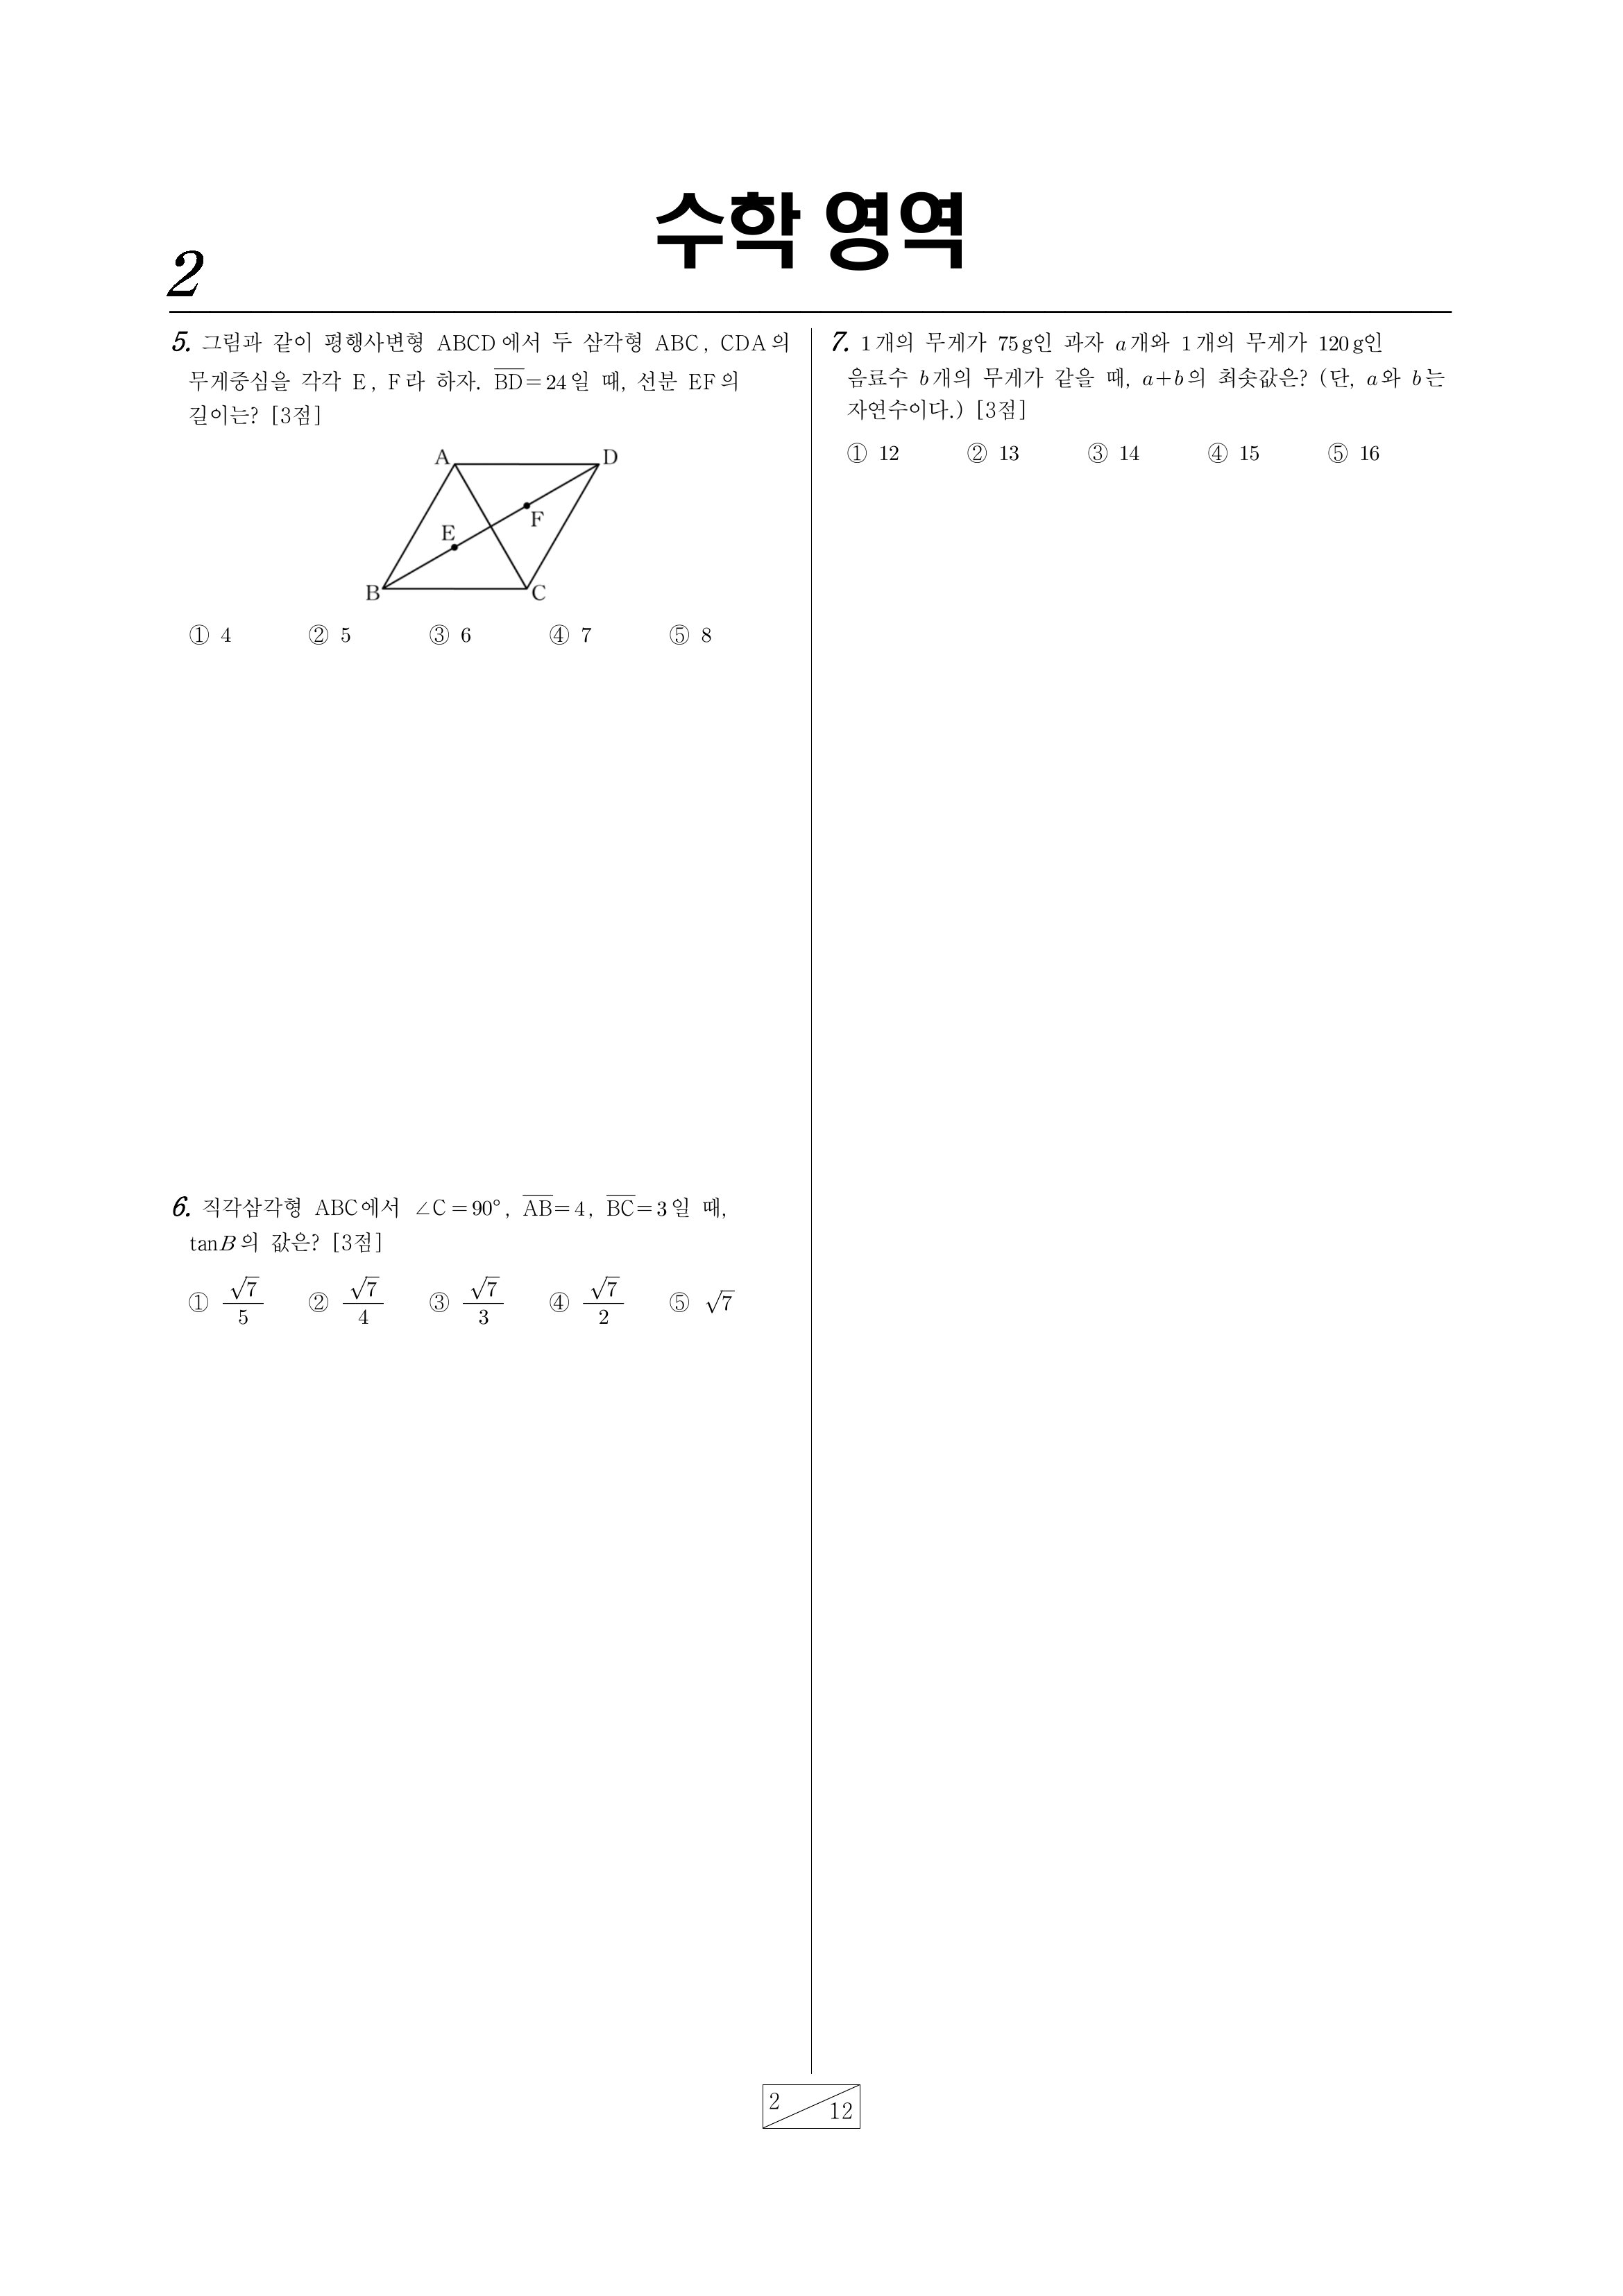 수학 영역
2
5. 그림과 같이 평행사변형 ABCD에서 두 삼각형 ABC, CDA의
무게중심을 각각 E, F라 하자. $\overline{BD}=24$일 때, 선분 EF의
길이는? [3점]
A
D
F
E
B
C
① 4 ② 5 ③ 6 ④ 7 ⑤ 8
6. 직각삼각형 ABC에서 ∠C=90°, $\overline{AB}=4$, $\overline{BC}=3$일 때,
tanB의 값은? [3점]
① $\frac{\sqrt{7}}{5}$ ② $\frac{\sqrt{7}}{4}$ ③ $\frac{\sqrt{7}}{3}$ ④ $\frac{\sqrt{7}}{2}$ ⑤ $\sqrt{7}$
7. 1개의 무게가 75g인 과자 a개와 1개의 무게가 120g인
음료수 b개의 무게가 같을 때, a+b의 최솟값은? (단, a와 b는
자연수이다.) [3점]
① 12 ② 13 ③ 14 ④ 15 ⑤ 16
2
12